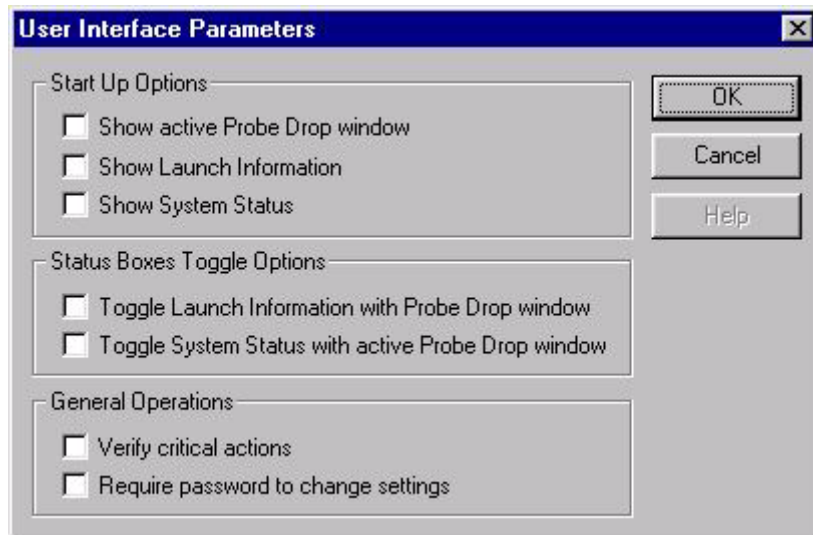 User Interface Parameters
Start Up Options
Show active Probe Drop window
Show Launch Information
Show System Status
OK
Cancel
Help
Status Boxes Toggle Options
Toggle Launch Information with Probe Drop window
Toggle System Status with active Probe Drop window
General Operations
Verify critical actions
Require password to change settings